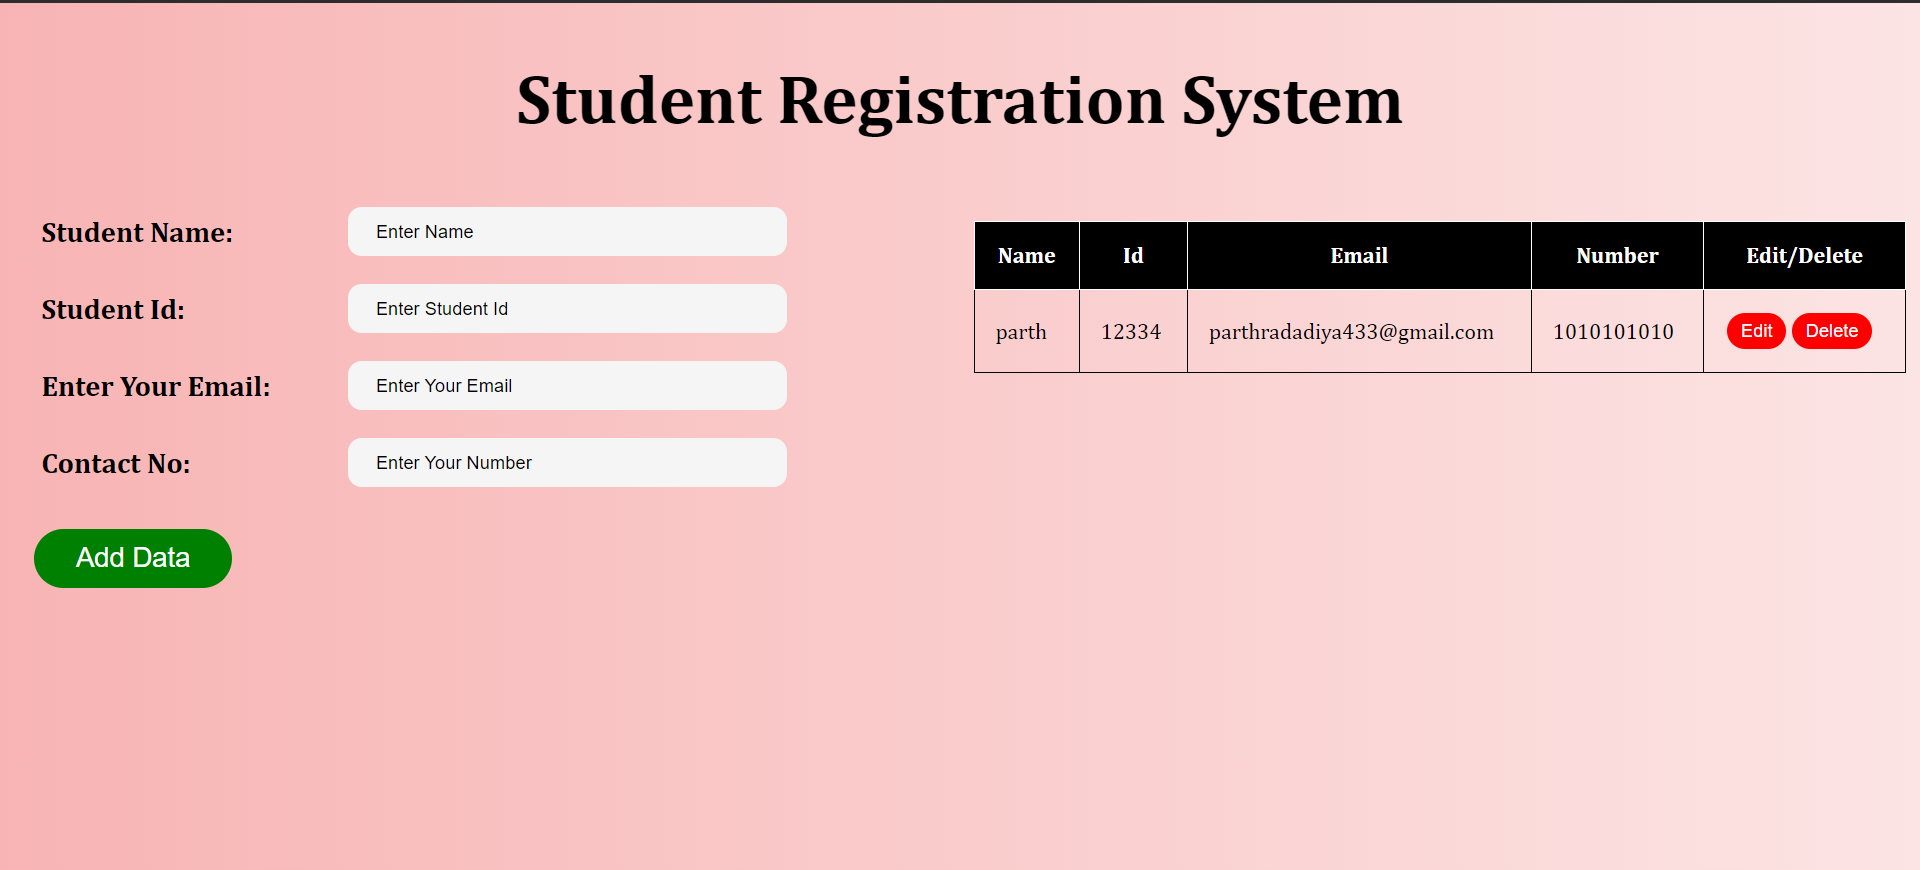 Student Registration System
Student Name:
Enter Name
Student Id:
Enter Student Id
Enter Your Email:
Enter Your Email
Contact No:
Enter Your Number
Add Data
Name Id Email Number Edit/Delete
parth 12334 parthradadiya433@gmail.com 1010101010 Edit Delete